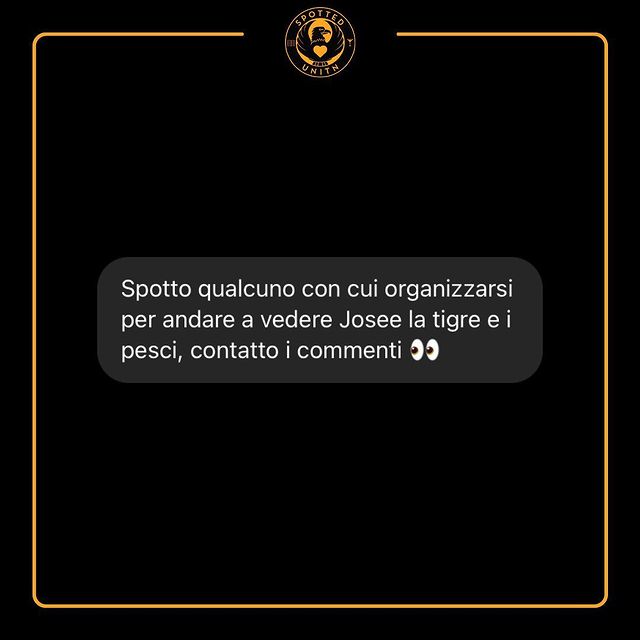 SPOTTED
UNITN
Spotto qualcuno con cui organizzarsi
per andare a vedere Josee la tigre e i
pesci, contatto i commenti 👀